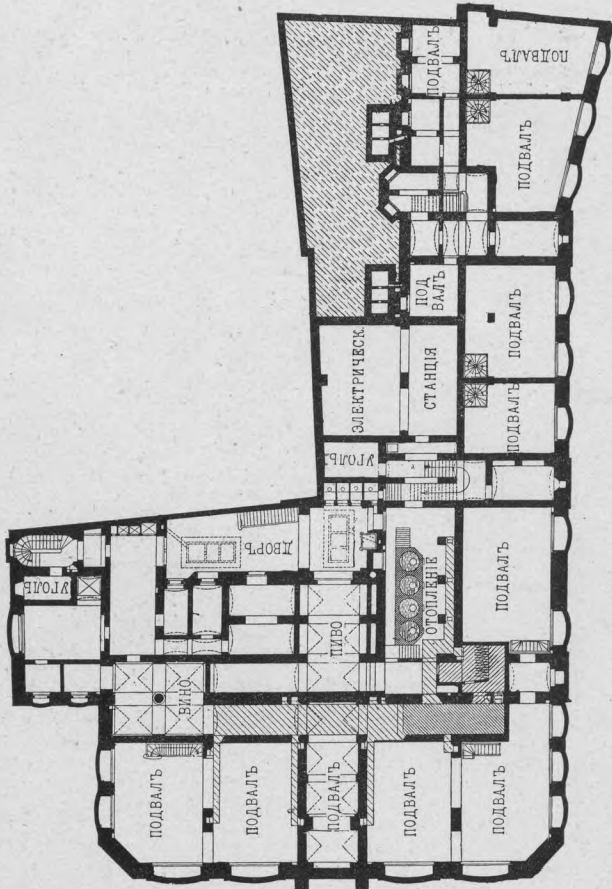 ПОДВАЛЪ
ПОДВАЛЪ
ПОДВАЛЪ
ПОД
ВАЛЪ
ПОДВАЛЪ
ЭЛЕКТРИЧЕСК.
СТАНЦІЯ
ПОДВАЛЪ
УГОЛЬ
ДВОРЪ
ОТОПЛЕНІЕ
ПОДВАЛЪ
УГОЛЬ
ПИВО
ВИНО
ПОДВАЛЪ
ПОДВАЛЪ
ПОДВАЛЪ
ПОДВАЛЪ
ПОДВАЛЪ